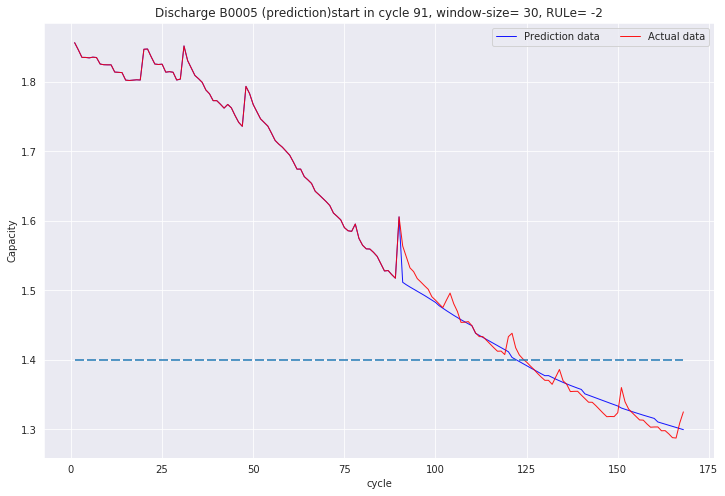 Discharge B0005 (prediction)start in cycle 91, window-size= 30, RULe= -2
Prediction data
Actual data
1.8
1.7
1.6
1.5
1.4
1.3
Capacity
0
25
50
75
100
125
150
175
cycle